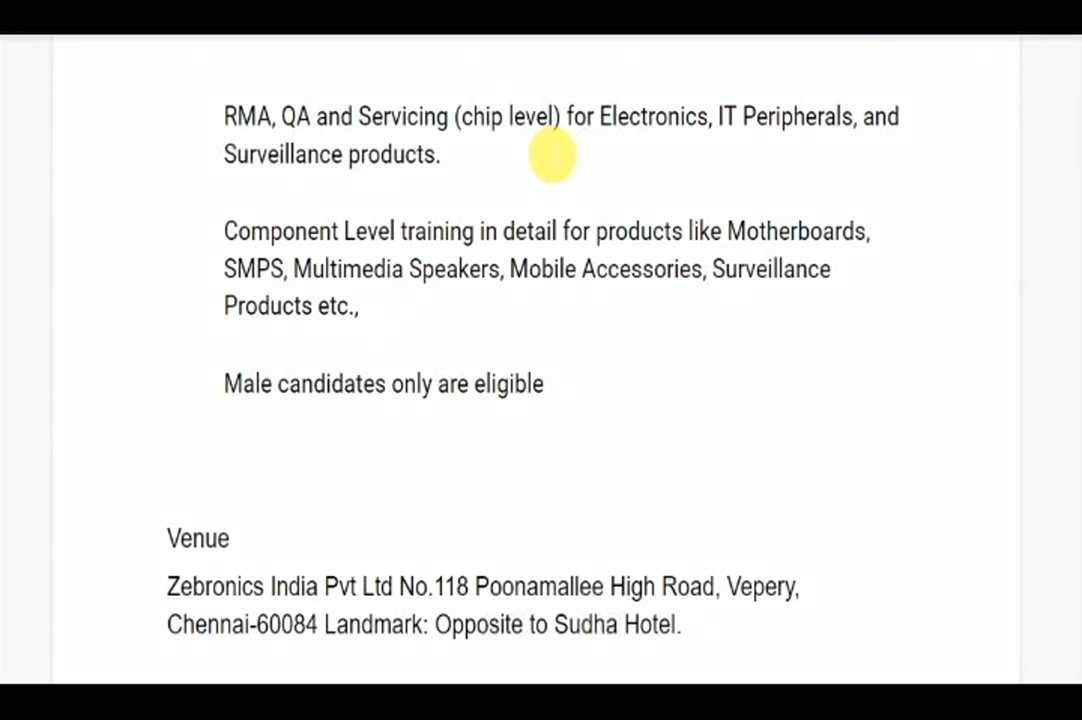 RMA, QA and Servicing (chip level) for Electronics, IT Peripherals, and
Surveillance products.
Component Level training in detail for products like Motherboards,
SMPS, Multimedia Speakers, Mobile Accessories, Surveillance
Products etc.,
Male candidates only are eligible
Venue
Zebronics India Pvt Ltd No.118 Poonamallee High Road, Vepery,
Chennai-60084 Landmark: Opposite to Sudha Hotel.